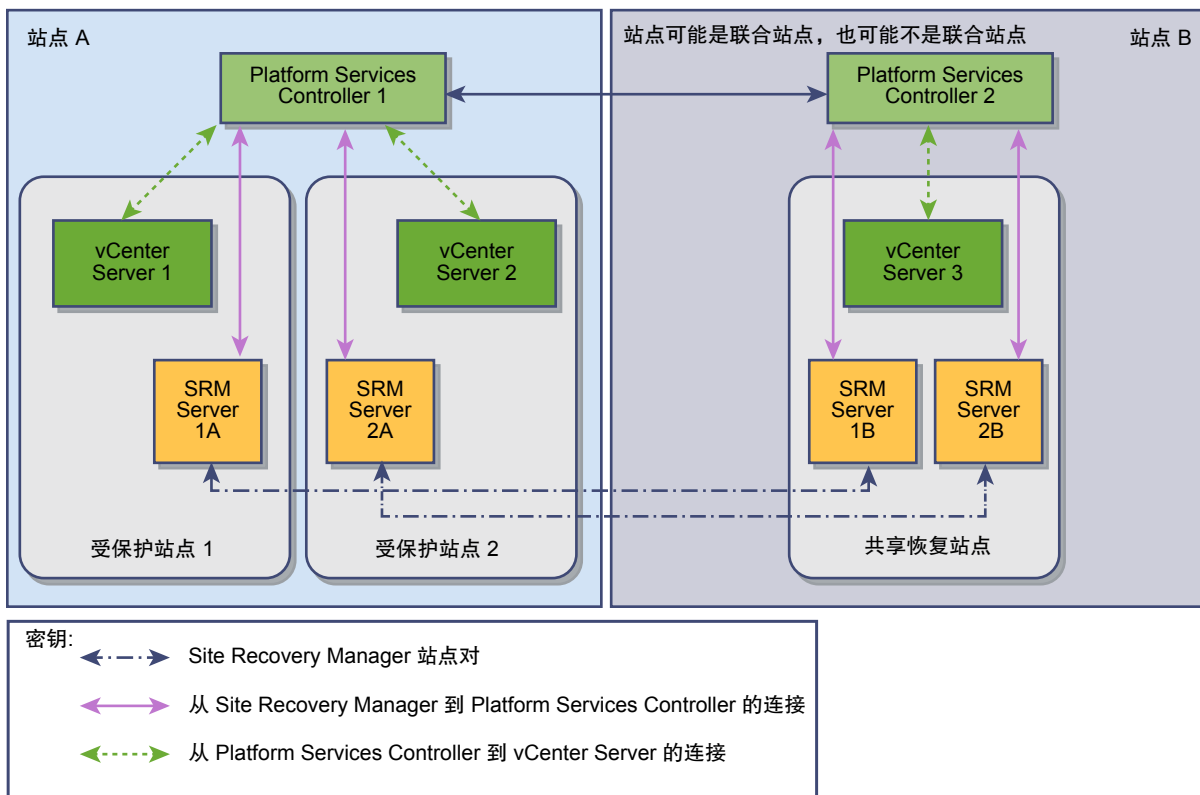 站点 A
站点可能是联合站点，也可能不是联合站点
站点 B
Platform Services
Controller 1
Platform Services
Controller 2
vCenter
Server 1
vCenter
Server 2
vCenter
Server 3
SRM
Server
1A
SRM
Server
2A
SRM
Server
1B
SRM
Server
2B
受保护站点 1
受保护站点 2
共享恢复站点
密钥:
Site Recovery Manager 站点对
从 Site Recovery Manager 到 Platform Services Controller 的连接
从 Platform Services Controller 到 vCenter Server 的连接